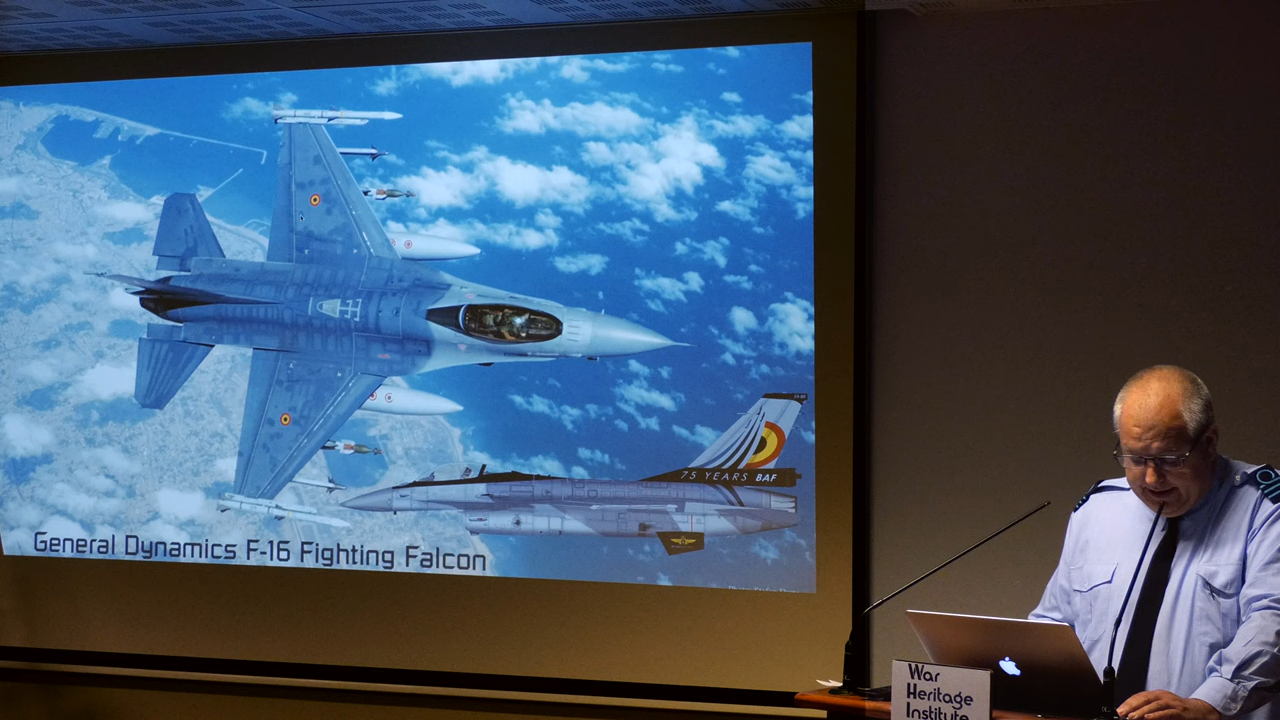 75 YEARS BAF
General Dynamics F-16 Fighting Falcon
War
Heritage
Institute